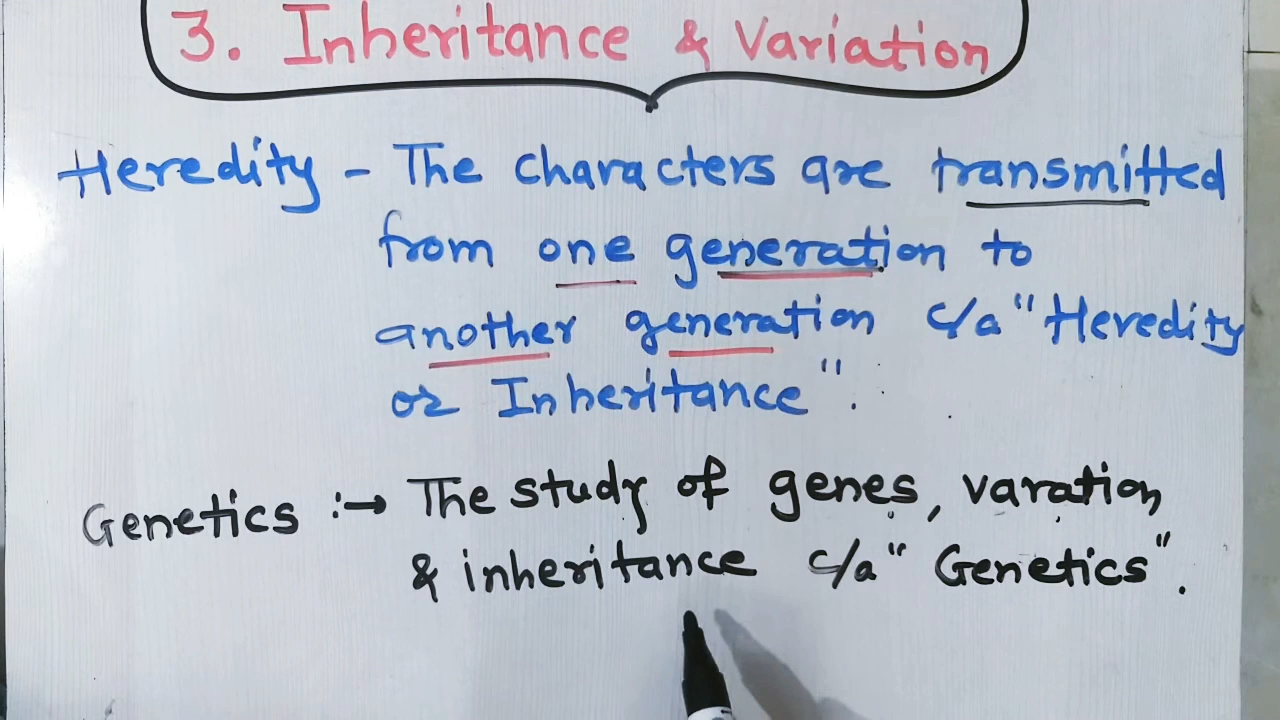 3. Inheritance & Variation
Heredity - The characters are transmitted
from one generation to
another generation c/a "Heredity
or Inheritance".
Genetics :→ The study of genes, varation,
& inheritance c/a "Genetics".